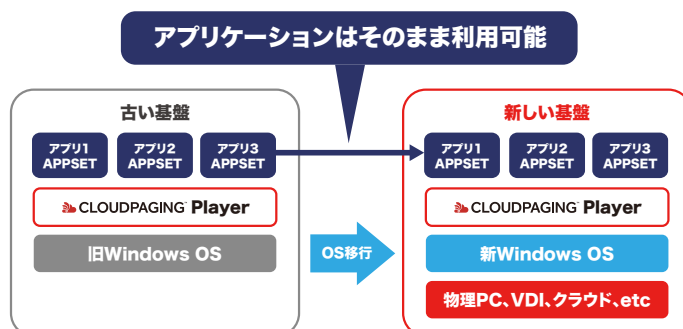 アプリケーションはそのまま利用可能
古い基盤
アプリ1
APPSET
アプリ2
APPSET
アプリ3
APPSET
CLOUDPAGING™ Player
旧Windows OS
OS移行
新しい基盤
アプリ1
APPSET
アプリ2
APPSET
アプリ3
APPSET
CLOUDPAGING™ Player
新Windows OS
物理PC、VDI、クラウド、etc